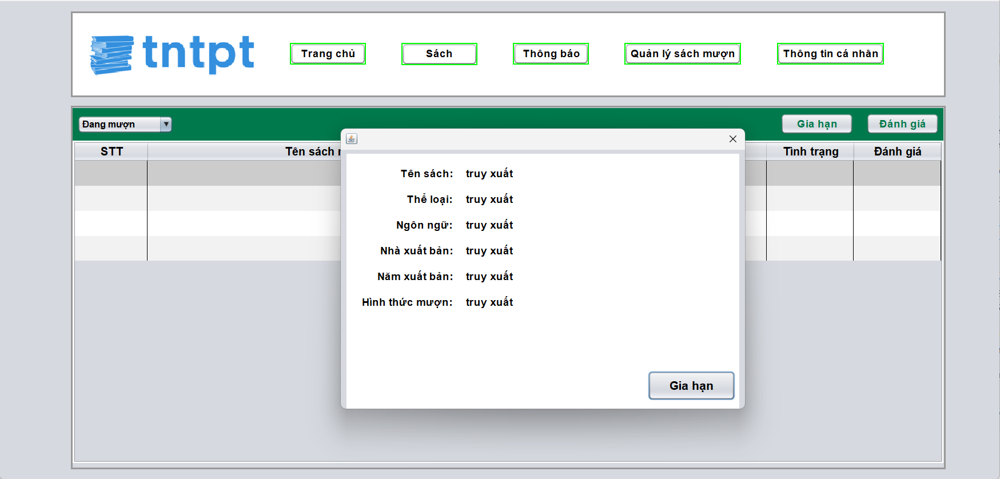 tntpt
Trang chủ
Sách
Thông báo
Quản lý sách mượn
Thông tin cá nhân
Đang mượn
Gia hạn
Đánh giá
STT
Tên sách
Tình trạng
Đánh giá
Tên sách: truy xuất
Thể loại: truy xuất
Ngôn ngữ: truy xuất
Nhà xuất bản: truy xuất
Năm xuất bản: truy xuất
Hình thức mượn: truy xuất
Gia hạn